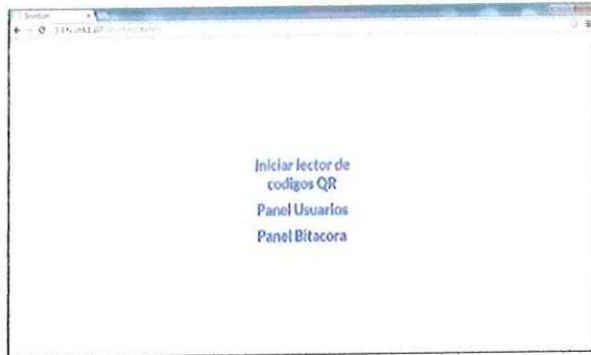 Iniciar lector de
codigos QR
Panel Usuarios
Panel Bitacora